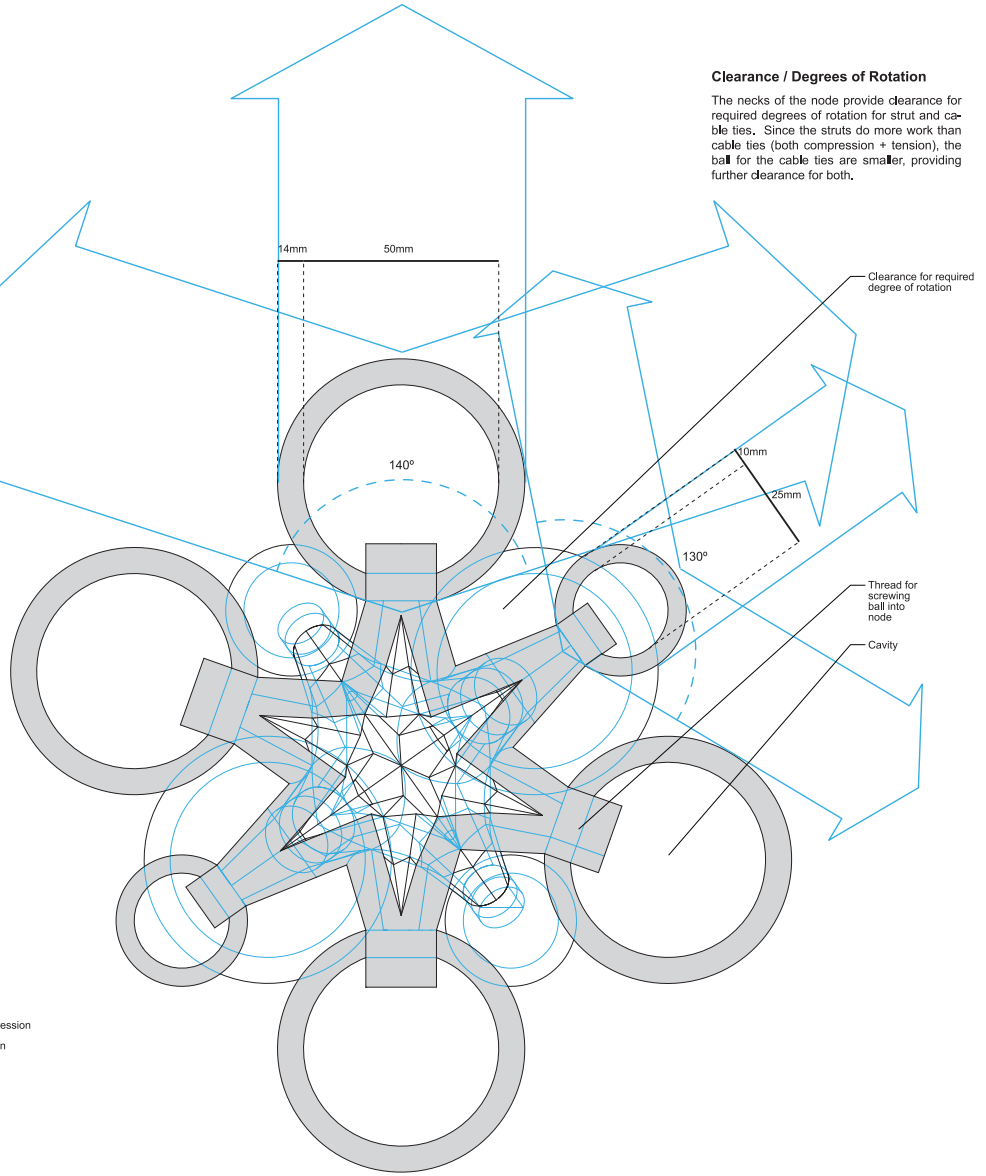 Clearance / Degrees of Rotation
The necks of the node provide clearance for
required degrees of rotation for strut and ca-
ble ties. Since the struts do more work than
cable ties (both compression + tension), the
ball for the cable ties are smaller, providing
further clearance for both.
14mm
50mm
Clearance for required
degree of rotation
10mm
25mm
140º
130º
Thread for
screwing
ball into
node
Cavity
ession
n